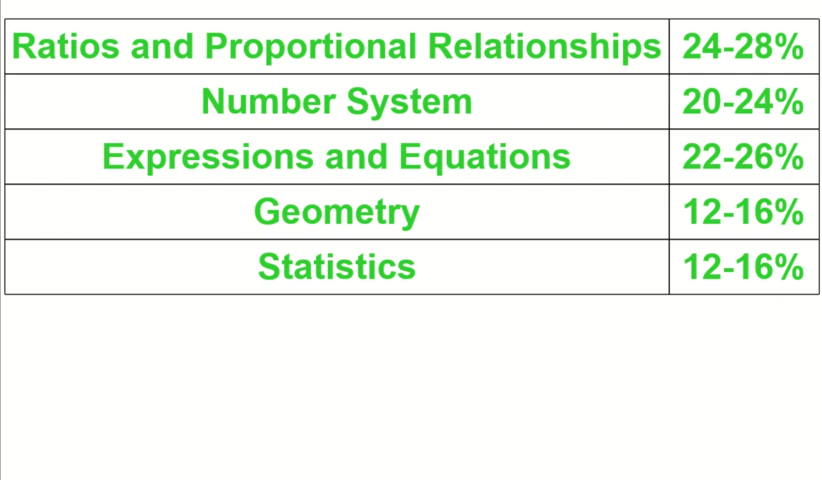 Ratios and Proportional Relationships 24-28%
Number System 20-24%
Expressions and Equations 22-26%
Geometry 12-16%
Statistics 12-16%